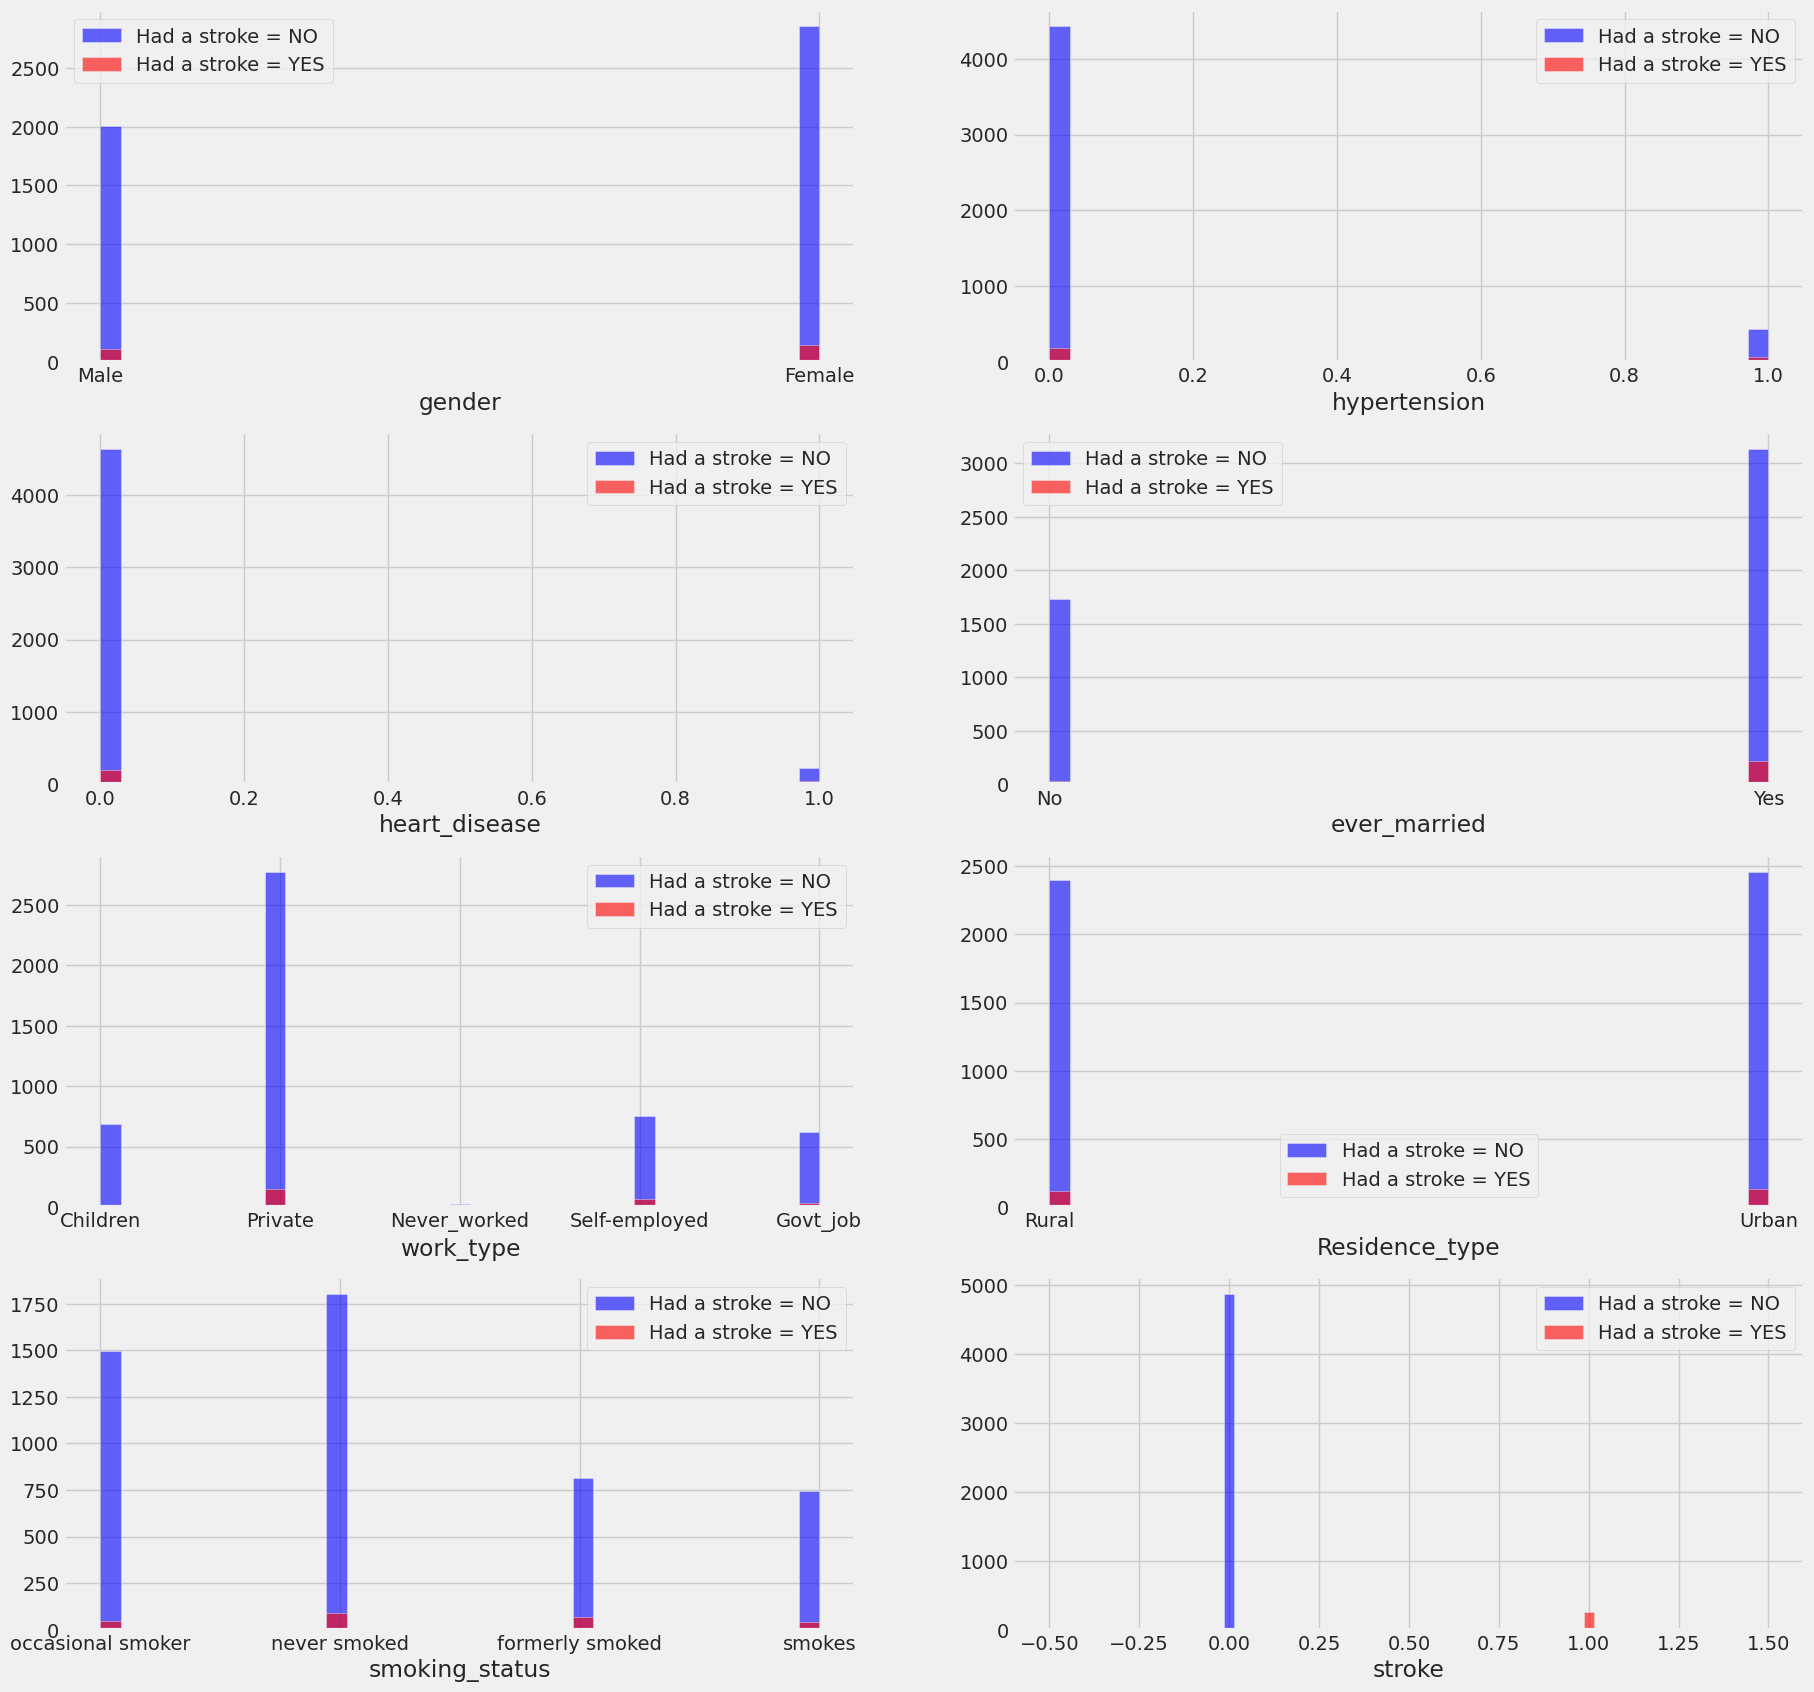 Had a stroke = NO
Had a stroke = YES
2500
2000
1500
1000
500
0
Male Female
gender
Had a stroke = NO
Had a stroke = YES
4000
3000
2000
1000
0
0.0 0.2 0.4 0.6 0.8 1.0
hypertension
Had a stroke = NO
Had a stroke = YES
4000
3000
2000
1000
0
0.0 0.2 0.4 0.6 0.8 1.0
heart_disease
Had a stroke = NO
Had a stroke = YES
3000
2500
2000
1500
1000
500
0
No Yes
ever_married
Had a stroke = NO
Had a stroke = YES
2500
2000
1500
1000
500
0
Children Private Never_worked Self-employed Govt_job
work_type
2500
2000
1500
1000
500
0
Had a stroke = NO
Had a stroke = YES
Rural Urban
Residence_type
Had a stroke = NO
Had a stroke = YES
1750
1500
1250
1000
750
500
250
0
occasional smoker never smoked formerly smoked smokes
smoking_status
Had a stroke = NO
Had a stroke = YES
5000
4000
3000
2000
1000
0
−0.50 −0.25 0.00 0.25 0.50 0.75 1.00 1.25 1.50
stroke